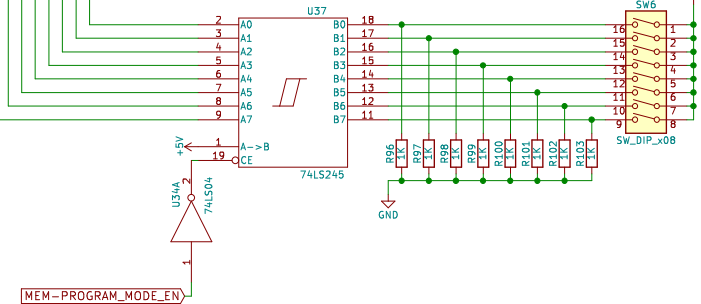 U37
SW6
2 A0 B0 18
3 A1 B1 17
4 A2 B2 16
5 A3 B3 15
6 A4 B4 14
7 A5 B5 13
8 A6 B6 12
9 A7 B7 11
16 1
15 2
14 3
13 4
12 5
11 6
10 7
9 8
SW_DIP_x08
+5V
1 A->B
19 CE
74LS245
R96 1K
R97 1K
R98 1K
R99 1K
R100 1K
R101 1K
R102 1K
R103 1K
GND
2
U34A
74LS04
1
MEM-PROGRAM_MODE_EN